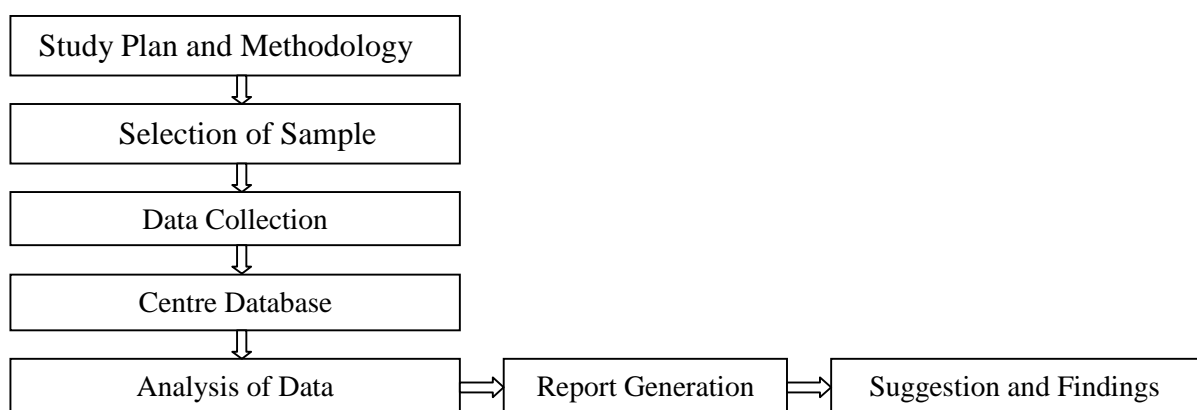 Study Plan and Methodology
Selection of Sample
Data Collection
Centre Database
Analysis of Data
Report Generation
Suggestion and Findings